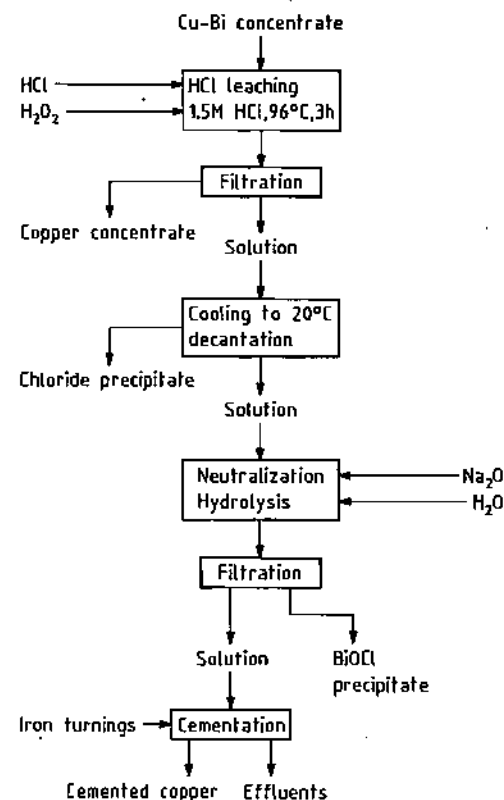 Cu-Bi concentrate
HCl
H₂O₂
HCl leaching
1.5M HCl, 96°C, 3h
Filtration
Copper concentrate
Solution
Cooling to 20°C
decantation
Chloride precipitate
Solution
Neutralization
Hydrolysis
Na₂O
H₂O
Filtration
Solution
BiOCl
precipitate
Iron turnings
Cementation
Cemented copper
Effluents